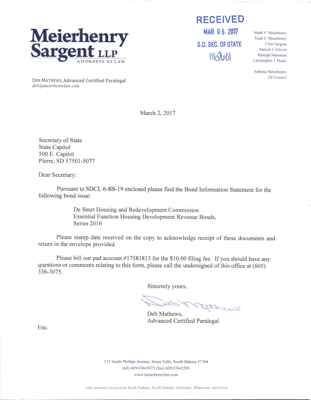 Meierhenry
Sargent LLP
ATTORNEYS AT LAW
DEB MATHEWS, Advanced Certified Paralegal
deb@meierhenrylaw.com
RECEIVED
MAR 06 2017
S.D. SEC. OF STATE
Mark V. Meierhenry
Todd V. Meierhenry
Clint Sargent
Patrick J. Glover
Raleigh Hansman
Christopher J. Healy
Sabrina Meierhenry
Of Counsel
March 2, 2017
Secretary of State
State Capitol
500 E. Capitol
Pierre, SD 57501-5077
Dear Secretary:
Pursuant to SDCL 6-8B-19 enclosed please find the Bond Information Statement for the
following bond issue:
De Smet Housing and Redevelopment Commission
Essential Function Housing Development Revenue Bonds,
Series 2016
Please stamp date received on the copy to acknowledge receipt of these documents and
return in the envelope provided.
Please bill our pad account #17581813 for the $10.00 filing fee. If you should have any
questions or comments relating to this form, please call the undersigned of this office at (605)
336-3075.
Sincerely yours,
Deb Mathews
Deb Mathews,
Advanced Certified Paralegal
Enc.
315 South Phillips Avenue, Sioux Falls, South Dakota 57104
(tel) 605-336-3075 (fax) 605-336-2593
www.meierhenrylaw.com
with attorneys licensed in South Dakota, North Dakota, Nebraska, Minnesota, and Iowa